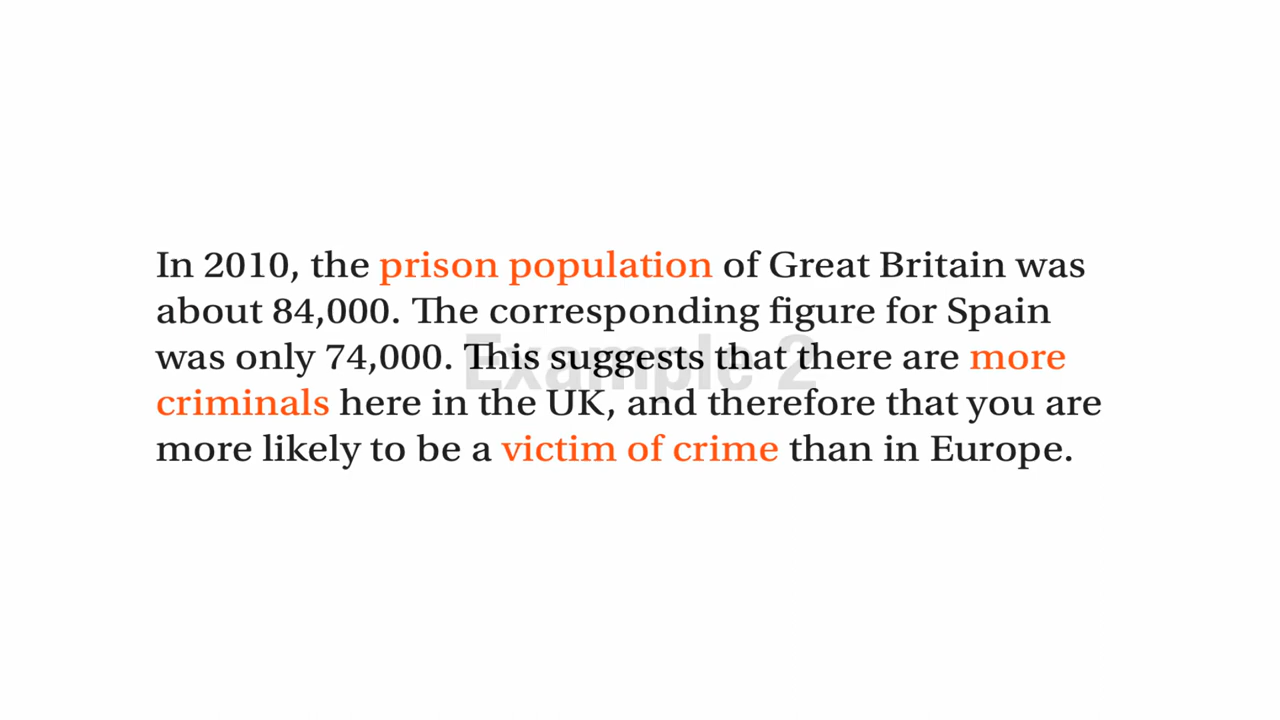 In 2010, the prison population of Great Britain was
about 84,000. The corresponding figure for Spain
was only 74,000. This suggests that there are more
criminals here in the UK, and therefore that you are
more likely to be a victim of crime than in Europe.
Example 2